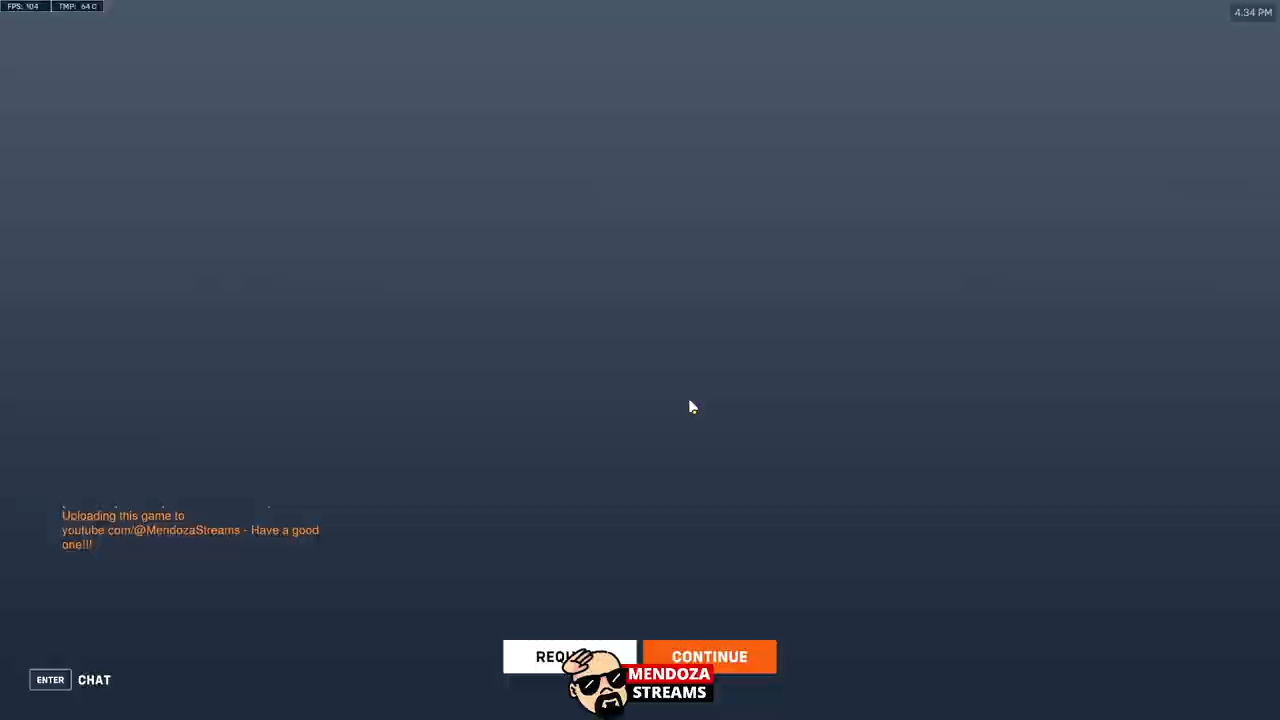 FPS: 104 TMP: 64 C
4:34 PM
Uploading this game to
youtube com/@MendozaStreams - Have a good
one!!!
REQU
CONTINUE
MENDOZA
STREAMS
ENTER CHAT